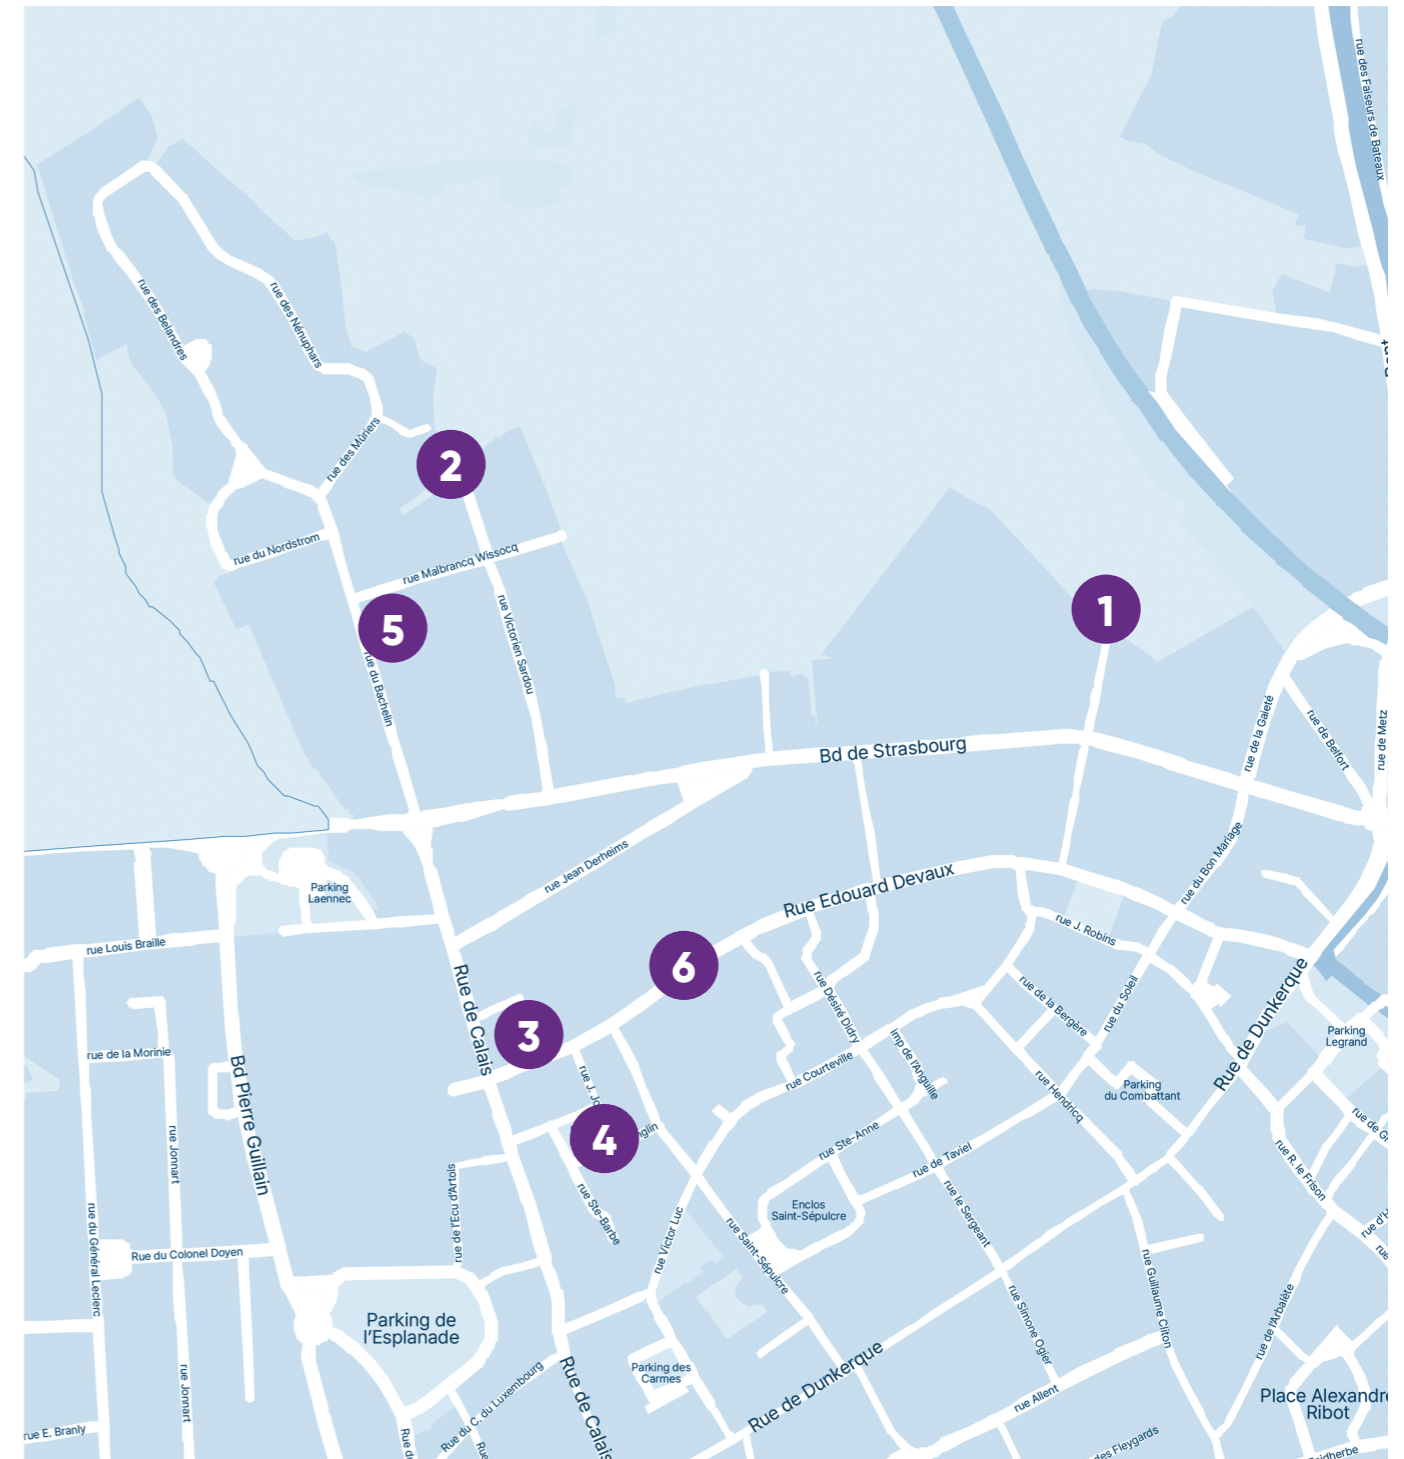 rue des Faiseurs de Bateaux
rue des Belandres
rue des Nénuphars
rue des Mûriers
2
rue du Nordstrom
rue Malbrancq Wissocq
5
rue du Bachelin
rue Victorien Sardou
1
Bd de Strasbourg
rue de la Gaieté
rue de Belfort
rue de Metz
rue Jean Derheims
Parking
Laennec
rue Louis Braille
Rue Edouard Devaux
rue du Bon Mariage
rue J. Robins
6
3
Rue de Calais
rue Désiré Didry
rue de la Bergère
rue du Soleil
Rue de Dunkerque
Parking
Legrand
rue de la Morinie
Bd Pierre Guillain
rue J.
4
rue Courteville
imp de l'Anguille
rue Hendricq
Parking
du Combattant
rue Jonnart
rue de l'Ecu d'Artois
rue Ste-Barbe
rue Ste-Anne
rue de Taviel
rue R. le Frison
Enclos
Saint-Sépulcre
rue le Sergeant
rue Victor Luc
rue Saint-Sépulcre
rue du Général Leclerc
Rue du Colonel Doyen
rue Guillaume Cliton
rue Simone Ogier
rue de l'Arbalète
Parking de
l'Esplanade
Parking des
Carmes
rue Jonnart
Rue du C. du Luxembourg
Rue de Calais
Rue de Dunkerque
rue Allent
Place Alexandre
Ribot
rue E. Branly
des Fleygards